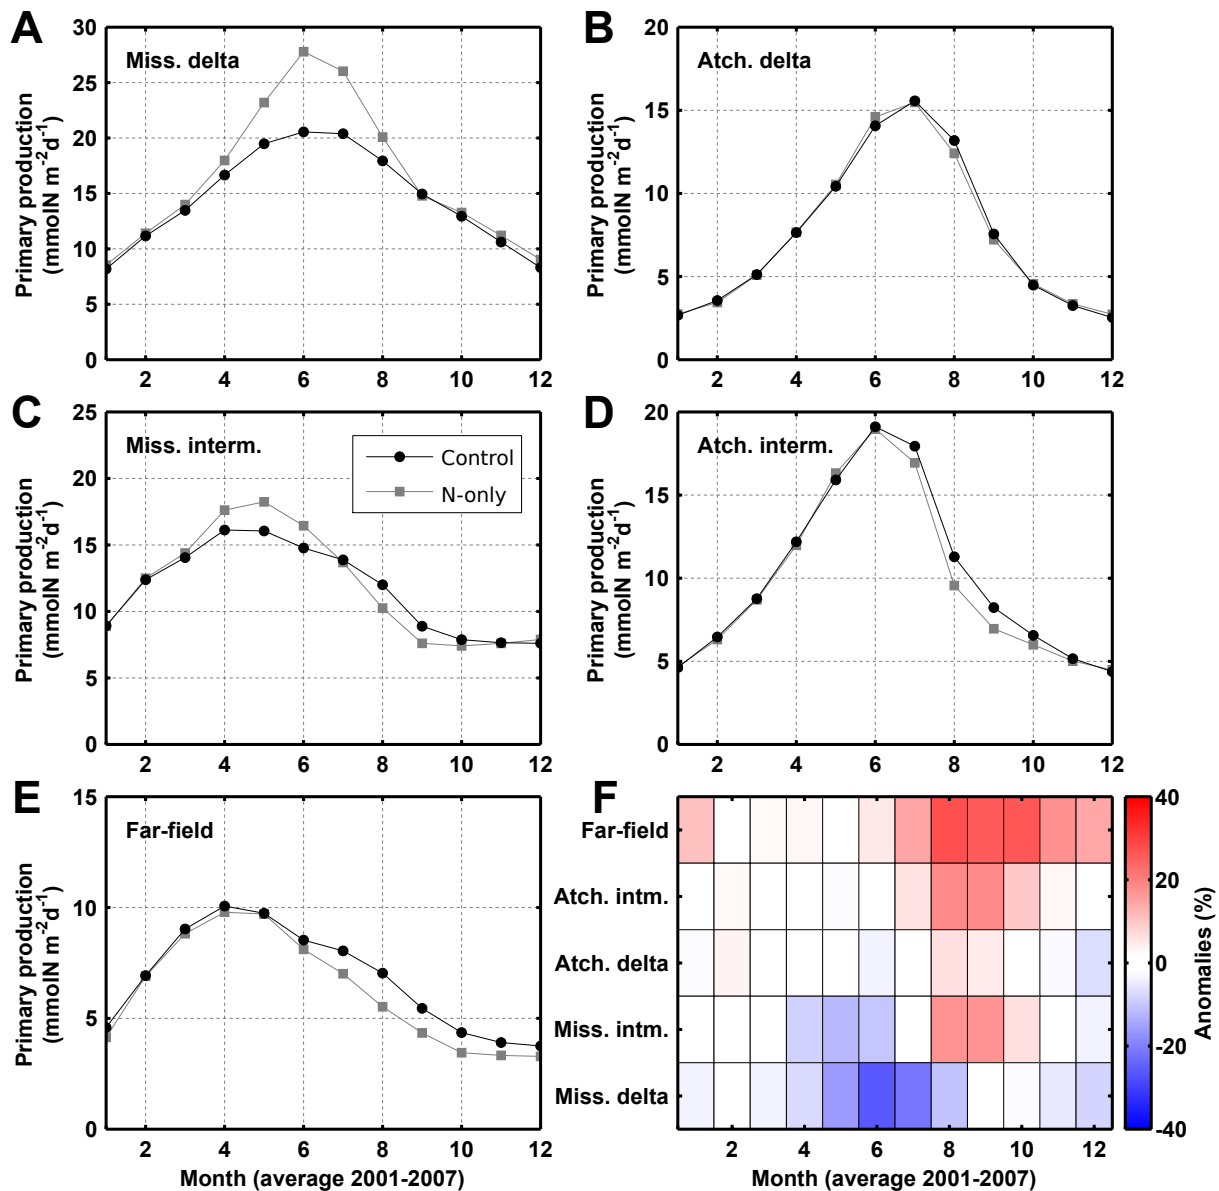 A
Miss. delta
30
25
20
15
10
5
0
Primary production
(mmolN m-2d-1)
2 4 6 8 10 12
B
Atch. delta
20
15
10
5
0
Primary production
(mmolN m-2d-1)
2 4 6 8 10 12
C
Miss. interm.
Control
N-only
25
20
15
10
5
0
Primary production
(mmolN m-2d-1)
2 4 6 8 10 12
D
Atch. interm.
20
15
10
5
0
Primary production
(mmolN m-2d-1)
2 4 6 8 10 12
E
Far-field
15
10
5
0
Primary production
(mmolN m-2d-1)
2 4 6 8 10 12
Month (average 2001-2007)
F
Far-field
Atch. intm.
Atch. delta
Miss. intm.
Miss. delta
2 4 6 8 10 12
Month (average 2001-2007)
40
20
0
-20
-40
Anomalies (%)